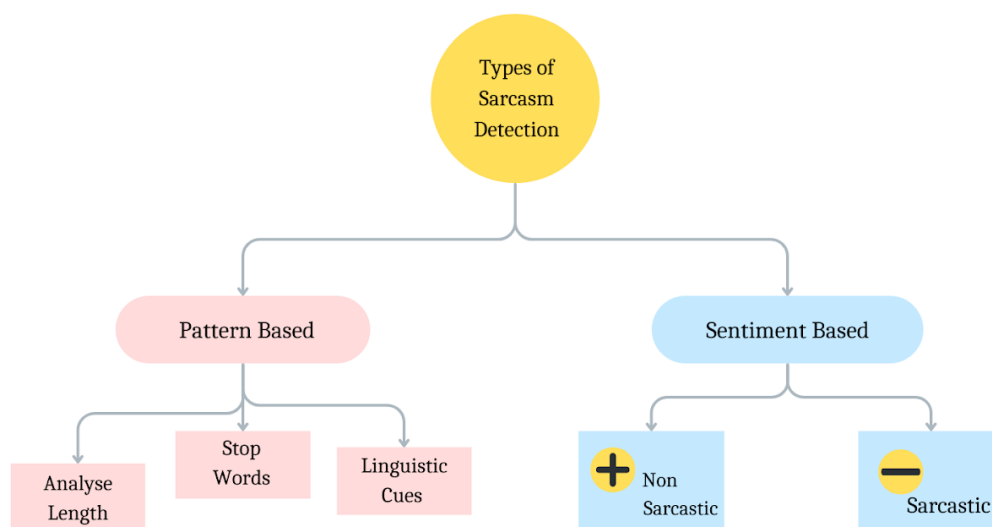 Types of
Sarcasm
Detection
Pattern Based
Sentiment Based
Analyse
Length
Stop
Words
Linguistic
Cues
Non
Sarcastic
Sarcastic